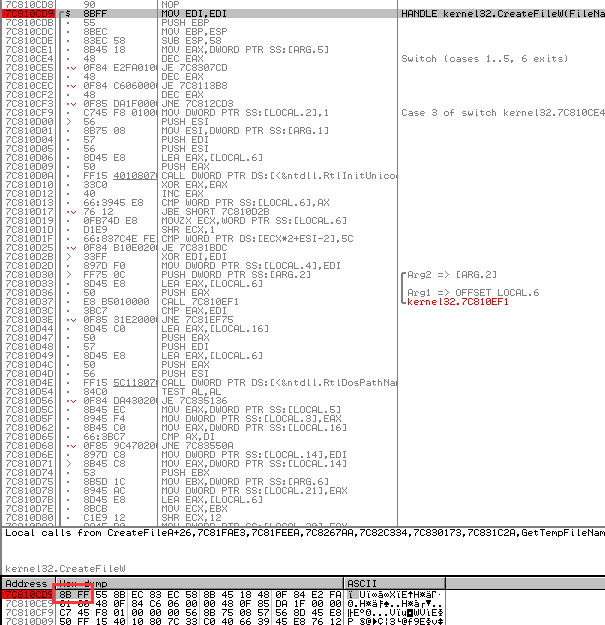 7C810CD8 90 NOP
7C810CD9 $ 8BFF MOV EDI,EDI HANDLE kernel32.CreateFileW(FileNa
7C810CDB 55 PUSH EBP
7C810CDC 8BEC MOV EBP,ESP
7C810CDE 83EC 58 SUB ESP,58
7C810CE1 8B45 18 MOV EAX,DWORD PTR SS:[ARG.5]
7C810CE4 48 DEC EAX Switch (cases 1..5, 6 exits)
7C810CE5 0F84 E2FA010 JE 7C8307CD
7C810CEB 48 DEC EAX
7C810CEC 0F84 C606000 JE 7C8113B8
7C810CF2 48 DEC EAX
7C810CF3 0F85 DA1F000 JNE 7C812CD3
7C810CF9 C745 F8 0100 MOV DWORD PTR SS:[LOCAL.2],1 Case 3 of switch kernel32.7C810CE4
7C810D00 > 56 PUSH ESI
7C810D01 8B75 08 MOV ESI,DWORD PTR SS:[ARG.1]
7C810D04 57 PUSH EDI
7C810D05 56 PUSH ESI
7C810D06 8D45 E8 LEA EAX,[LOCAL.6]
7C810D09 50 PUSH EAX
7C810D0A FF15 4010807 CALL DWORD PTR DS:[<&ntdll.RtlInitUnico
7C810D10 33C0 XOR EAX,EAX
7C810D12 40 INC EAX
7C810D13 66:3945 E8 CMP WORD PTR SS:[LOCAL.6],AX
7C810D17 76 12 JBE SHORT 7C810D2B
7C810D19 0FB74D E8 MOVZX ECX,WORD PTR SS:[LOCAL.6]
7C810D1D D1E9 SHR ECX,1
7C810D1F 66:837C4E FE CMP WORD PTR DS:[ECX*2+ESI-2],5C
7C810D25 0F84 B10E020 JE 7C831BDC
7C810D2B > 33FF XOR EDI,EDI
7C810D2D 897D F0 MOV DWORD PTR SS:[LOCAL.4],EDI
7C810D30 > FF75 0C PUSH DWORD PTR SS:[ARG.2] Arg2 => [ARG.2]
7C810D33 8D45 E8 LEA EAX,[LOCAL.6]
7C810D36 50 PUSH EAX Arg1 => OFFSET LOCAL.6
7C810D37 E8 B5010000 CALL 7C810EF1 kernel32.7C810EF1
7C810D3C 3BC7 CMP EAX,EDI
7C810D3E 0F85 31E2000 JNE 7C81EF75
7C810D44 8D45 C0 LEA EAX,[LOCAL.16]
7C810D47 50 PUSH EAX
7C810D48 57 PUSH EDI
7C810D49 8D45 E8 LEA EAX,[LOCAL.6]
7C810D4C 50 PUSH EAX
7C810D4D 56 PUSH ESI
7C810D4E FF15 5C11807 CALL DWORD PTR DS:[<&ntdll.RtlDosPathNa
7C810D54 84C0 TEST AL,AL
7C810D56 0F84 DA43020 JE 7C835136
7C810D5C 8B45 EC MOV EAX,DWORD PTR SS:[LOCAL.5]
7C810D5F 8945 F4 MOV DWORD PTR SS:[LOCAL.3],EAX
7C810D62 8B45 C0 MOV EAX,DWORD PTR SS:[LOCAL.16]
7C810D65 66:3BC7 CMP AX,DI
7C810D68 0F85 9C47020 JNE 7C83550A
7C810D6E 897D C8 MOV DWORD PTR SS:[LOCAL.14],EDI
7C810D71 > 8B45 C8 MOV EAX,DWORD PTR SS:[LOCAL.14]
7C810D74 53 PUSH EBX
7C810D75 8B5D 1C MOV EBX,DWORD PTR SS:[ARG.6]
7C810D78 8945 AC MOV DWORD PTR SS:[LOCAL.21],EAX
7C810D7B 8D45 E8 LEA EAX,[LOCAL.6]
7C810D7E 8BCB MOV ECX,EBX
7C810D80 C1E9 12 SHR ECX,12
Local calls from CreateFileA+26,7C81FAE3,7C81FEEA,7C8267AA,7C82C334,7C830173,7C831C2A,GetTempFileNam
kernel32.CreateFileW
Address Hex dump ASCII
7C810CD9 8B FF 55 8B EC 83 EC 58 8B 45 18 48 0F 84 E2 FA
7C810CE9 01 00 48 0F 84 C6 06 00 00 48 0F 85 DA 1F 00 00
C7 45 F8 01 00 00 00 56 8B 75 08 57 56 8D 45 E8
50 FF 15 40 10 80 7C 33 C0 40 66 39 45 E8 76 12